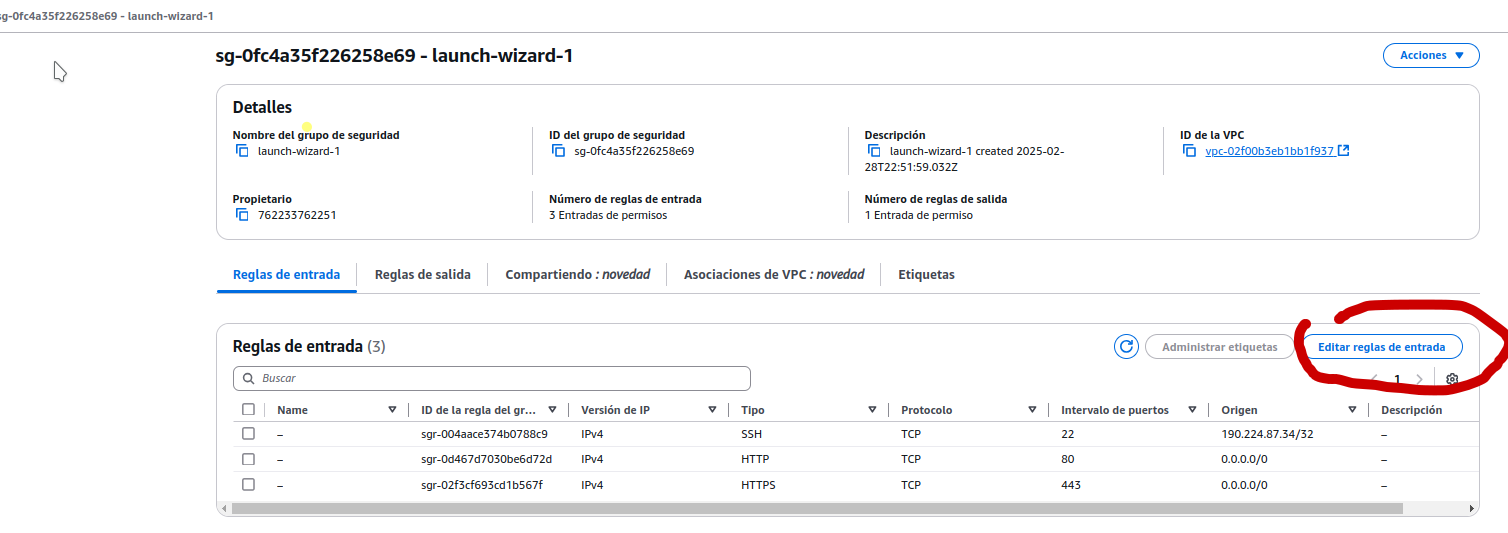 sg-0fc4a35f226258e69 - launch-wizard-1
sg-0fc4a35f226258e69 - launch-wizard-1
Acciones
Detalles
Nombre del grupo de seguridad
launch-wizard-1
ID del grupo de seguridad
sg-0fc4a35f226258e69
Descripción
launch-wizard-1 created 2025-02-
28T22:51:59.032Z
ID de la VPC
vpc-02f00b3eb1bb1f937
Propietario
762233762251
Número de reglas de entrada
3 Entradas de permisos
Número de reglas de salida
1 Entrada de permiso
Reglas de entrada
Reglas de salida
Compartiendo : novedad
Asociaciones de VPC : novedad
Etiquetas
Reglas de entrada (3)
Administrar etiquetas
Editar reglas de entrada
Buscar
1
Name ID de la regla del gr... Versión de IP Tipo Protocolo Intervalo de puertos Origen Descripción
– sgr-004aace374b0788c9 IPv4 SSH TCP 22 190.224.87.34/32 –
– sgr-0d467d7030be6d72d IPv4 HTTP TCP 80 0.0.0.0/0 –
– sgr-02f3cf693cd1b567f IPv4 HTTPS TCP 443 0.0.0.0/0 –